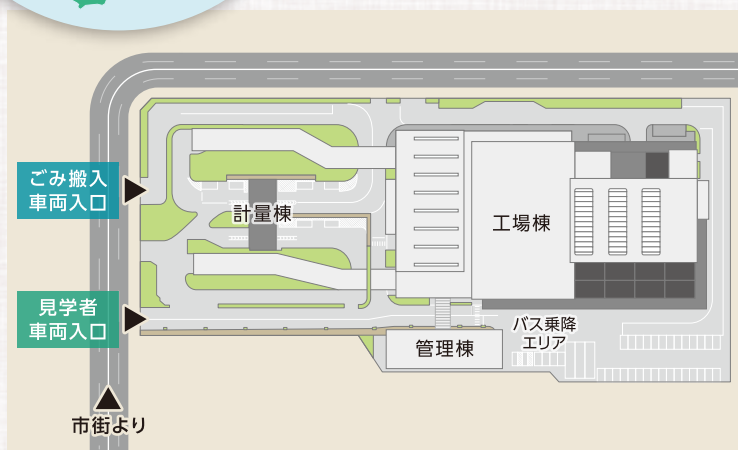 ごみ搬入
車両入口
計量棟
工場棟
見学者
車両入口
バス乗降
エリア
管理棟
市街より